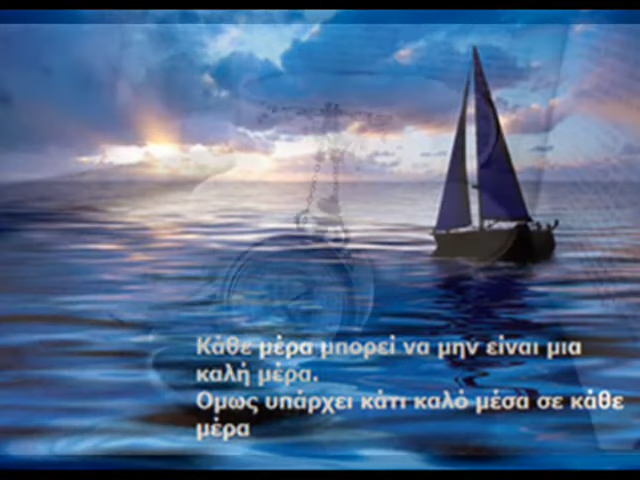 Κάθε μέρα μπορεί να μην είναι μια
καλή μέρα.
Ομως υπάρχει κάτι καλό μέσα σε κάθε
μέρα